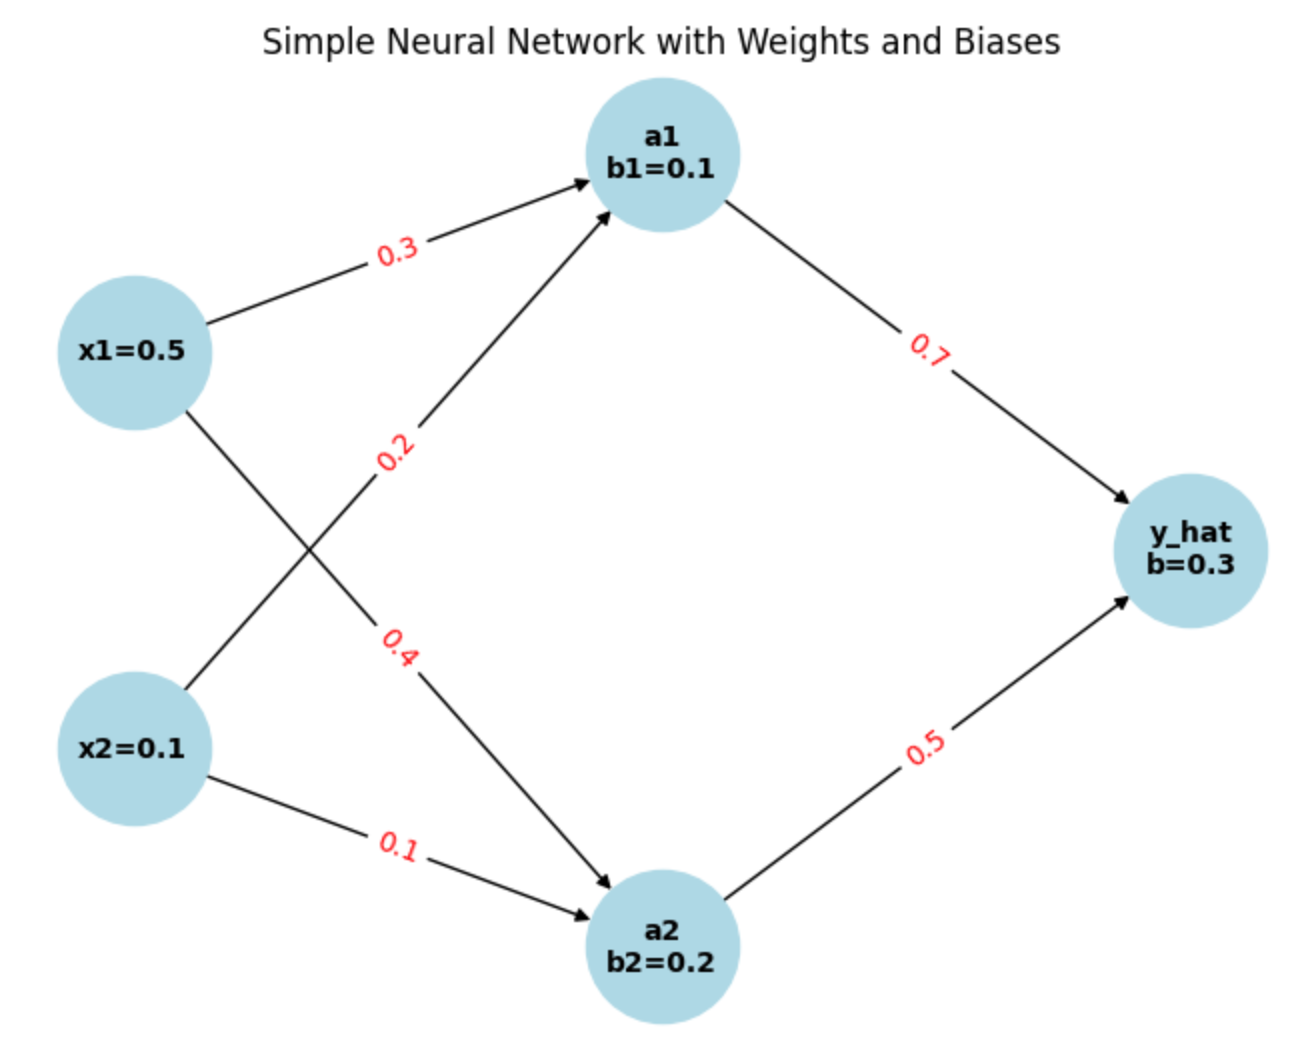 Simple Neural Network with Weights and Biases
a1
b1=0.1
0.3
x1=0.5
0.7
0.2
y_hat
b=0.3
0.4
x2=0.1
0.5
0.1
a2
b2=0.2